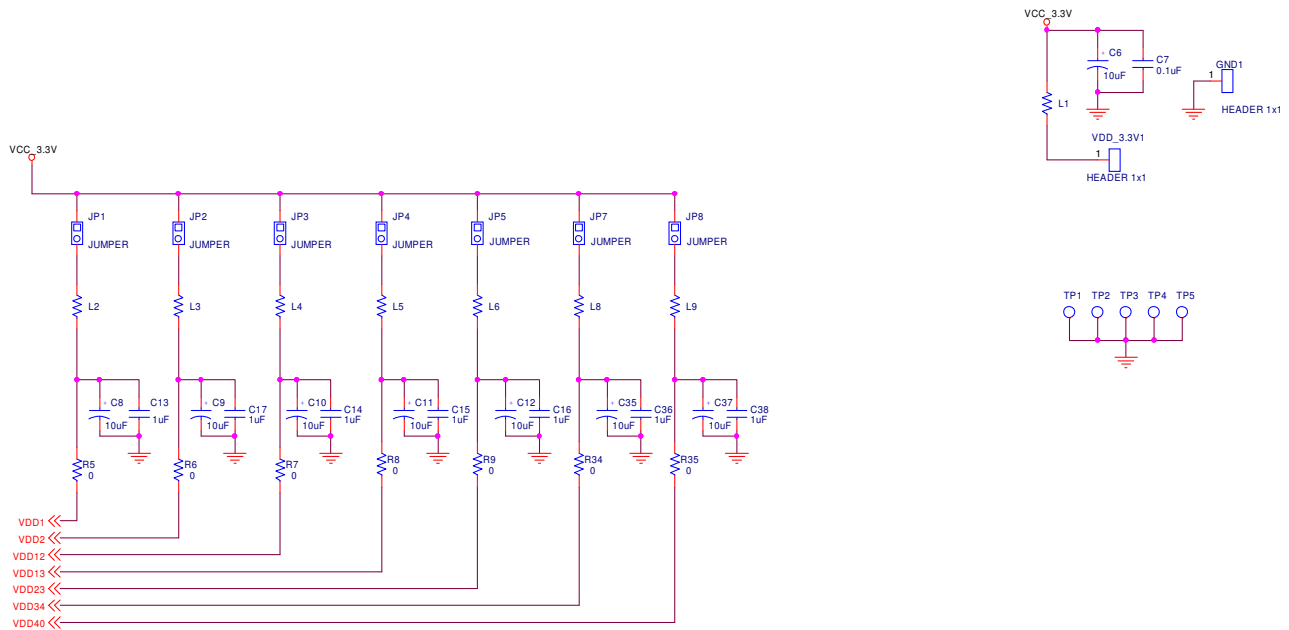 VCC_3.3V
C6
10uF
C7
0.1uF
L1
GND1
1
HEADER 1x1
VDD_3.3V1
1
HEADER 1x1
VCC_3.3V
JP1
JUMPER
JP2
JUMPER
JP3
JUMPER
JP4
JUMPER
JP5
JUMPER
JP7
JUMPER
JP8
JUMPER
L2
L3
L4
L5
L6
L8
L9
TP1
TP2
TP3
TP4
TP5
+
C8
10uF
C13
1uF
+
C9
10uF
C17
1uF
+
C10
10uF
C14
1uF
+
C11
10uF
C15
1uF
+
C12
10uF
C16
1uF
+
C35
10uF
C36
1uF
+
C37
10uF
C38
1uF
R5
0
R6
0
R7
0
R8
0
R9
0
R34
0
R35
0
VDD1
VDD2
VDD12
VDD13
VDD23
VDD34
VDD40